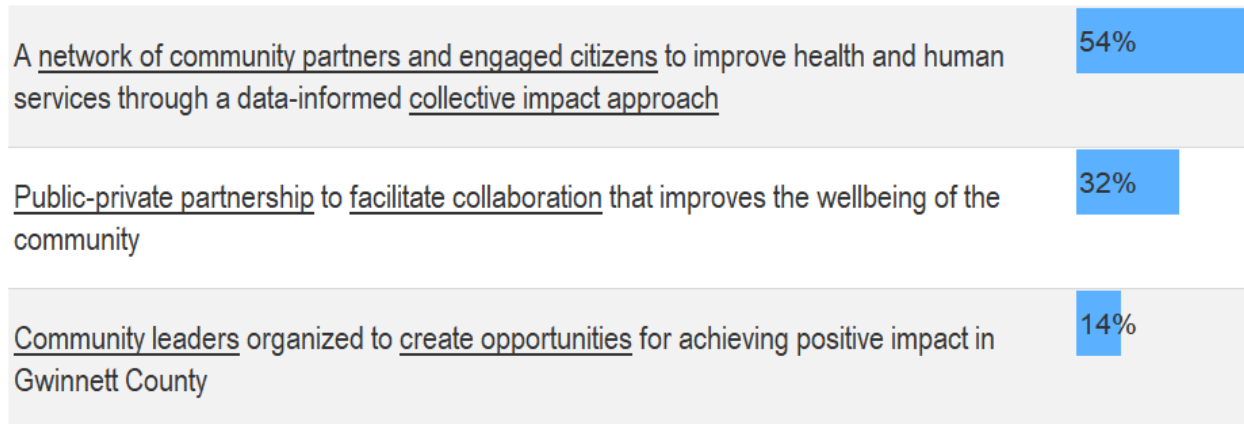 A network of community partners and engaged citizens to improve health and human
services through a data-informed collective impact approach
54%
Public-private partnership to facilitate collaboration that improves the wellbeing of the
community
32%
Community leaders organized to create opportunities for achieving positive impact in
Gwinnett County
14%